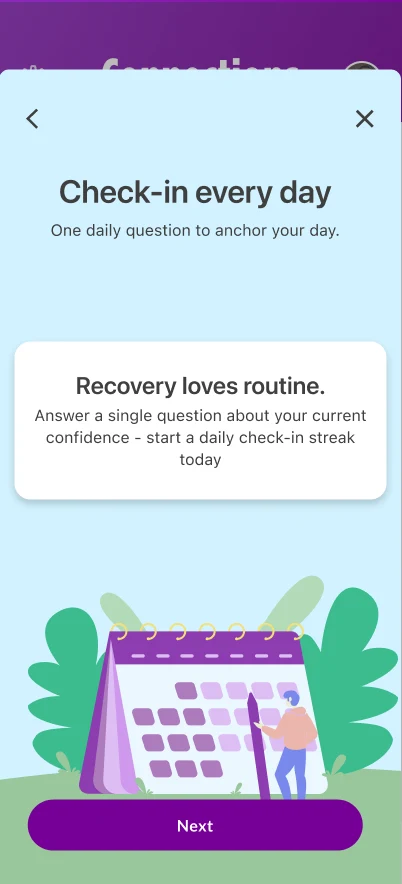 Connections
Check-in every day
One daily question to anchor your day.
Recovery loves routine.
Answer a single question about your current
confidence - start a daily check-in streak
today
Next